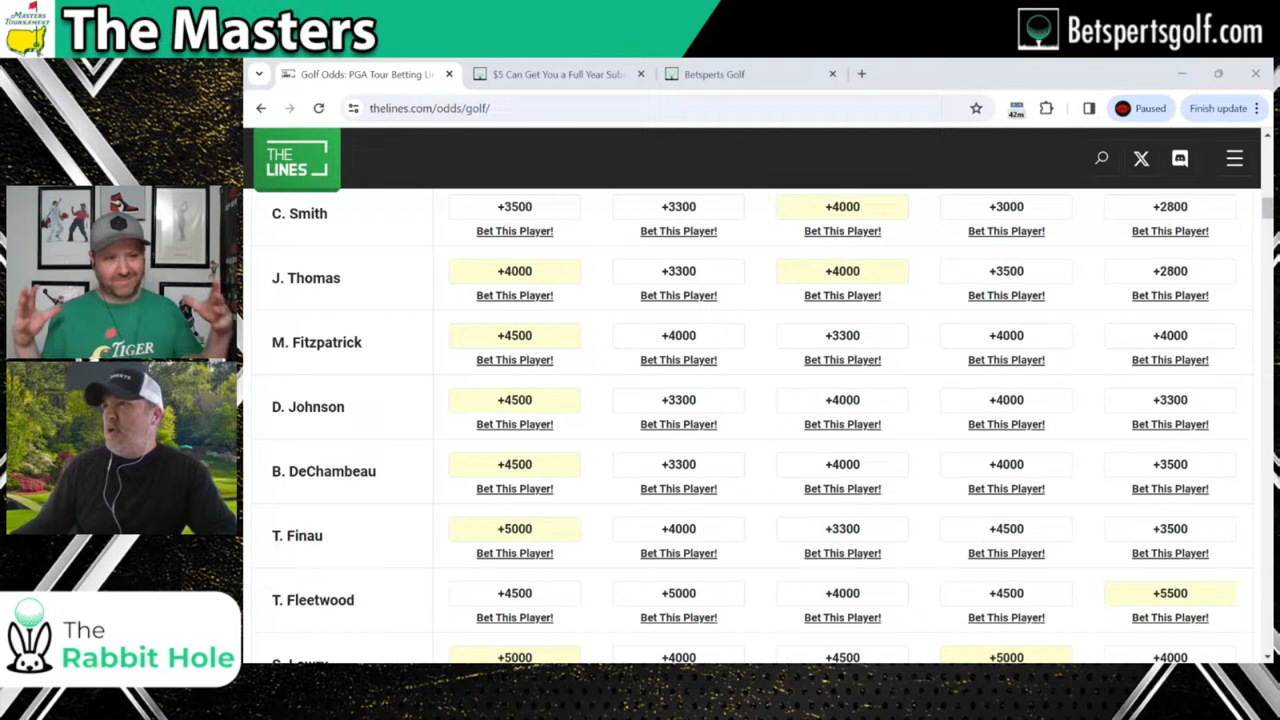 MASTERS
TOURNAMENT
The Masters
Betspertsgolf.com
Golf Odds: PGA Tour Betting Li
$5 Can Get You a Full Year Sub
Betsperts Golf
thelines.com/odds/golf/
42m
Paused
Finish update
THE
LINES
C. Smith
+3500 +3300 +4000 +3000 +2800
Bet This Player! Bet This Player! Bet This Player! Bet This Player! Bet This Player!
J. Thomas
+4000 +3300 +4000 +3500 +2800
Bet This Player! Bet This Player! Bet This Player! Bet This Player! Bet This Player!
M. Fitzpatrick
+4500 +4000 +3300 +4000 +4000
Bet This Player! Bet This Player! Bet This Player! Bet This Player! Bet This Player!
D. Johnson
+4500 +3300 +4000 +4000 +3300
Bet This Player! Bet This Player! Bet This Player! Bet This Player! Bet This Player!
B. DeChambeau
+4500 +3300 +4000 +4000 +3500
Bet This Player! Bet This Player! Bet This Player! Bet This Player! Bet This Player!
T. Finau
+5000 +4000 +3300 +4500 +3500
Bet This Player! Bet This Player! Bet This Player! Bet This Player! Bet This Player!
T. Fleetwood
+4500 +5000 +4000 +4500 +5500
Bet This Player! Bet This Player! Bet This Player! Bet This Player! Bet This Player!
S. Lowry
+5000 +4000 +4500 +5000 +4000
TIGER
The
Rabbit Hole